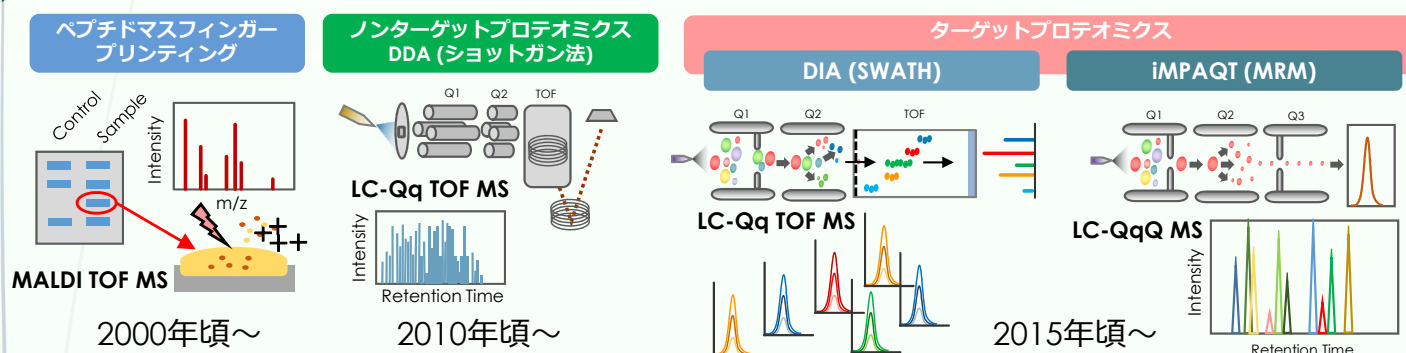 ペプチドマスフィンガー
プリンティング
Control
Sample
Intensity
m/z
MALDI TOF MS
2000年頃～
ノンターゲットプロテオミクス
DDA (ショットガン法)
Q1
Q2
TOF
LC-Qq TOF MS
Intensity
Retention Time
2010年頃～
ターゲットプロテオミクス
DIA (SWATH)
Q1
Q2
TOF
LC-Qq TOF MS
iMPAQT (MRM)
Q1
Q2
Q3
LC-QqQ MS
Intensity
Retention Time
2015年頃～